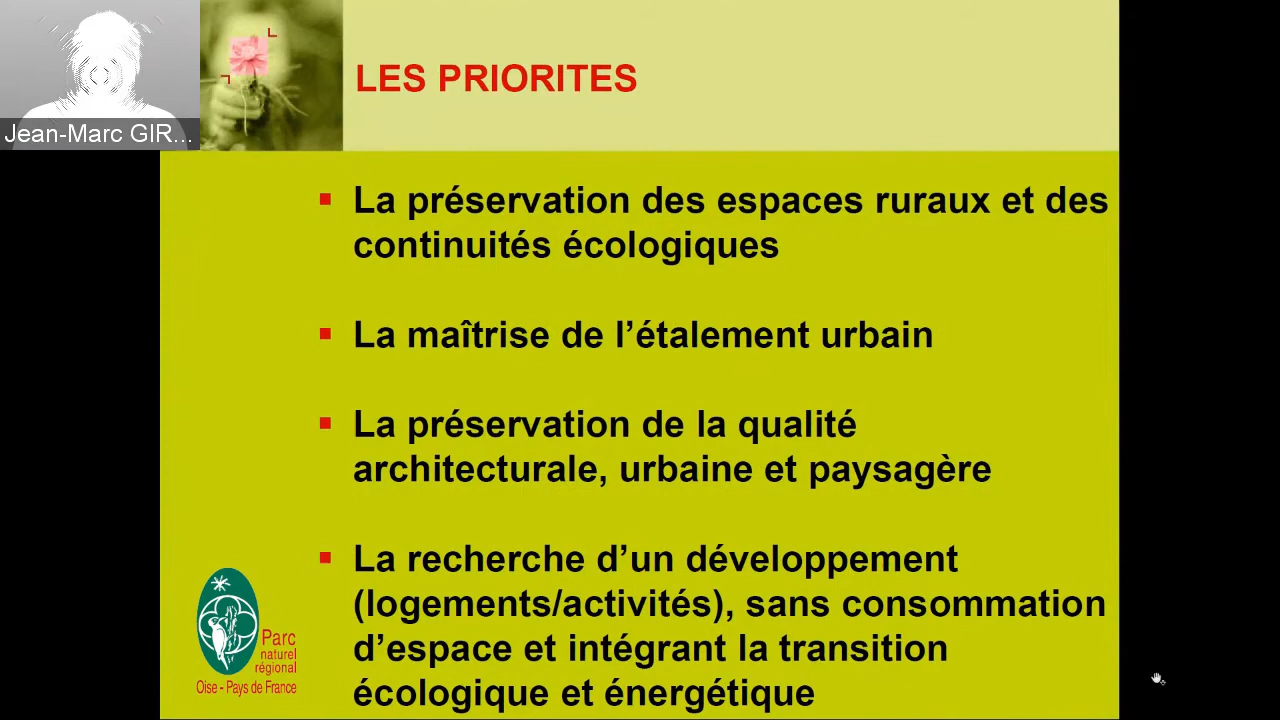 Jean-Marc GIR...
LES PRIORITES
▪ La préservation des espaces ruraux et des
continuités écologiques
▪ La maîtrise de l’étalement urbain
▪ La préservation de la qualité
architecturale, urbaine et paysagère
▪ La recherche d’un développement
(logements/activités), sans consommation
d’espace et intégrant la transition
écologique et énergétique
Parc
naturel
régional
Oise - Pays de France